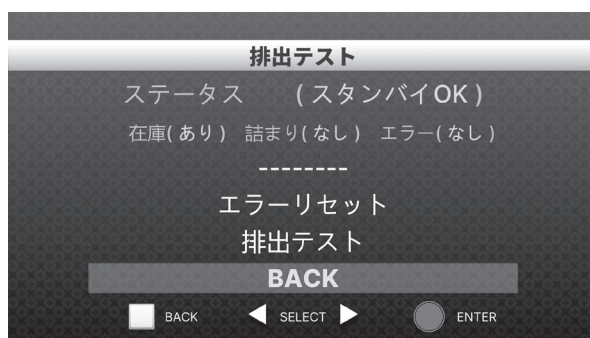 排出テスト
ステータス (スタンバイOK)
在庫(あり) 詰まり(なし) エラー(なし)
--------
エラーリセット
排出テスト
BACK
BACK SELECT ENTER